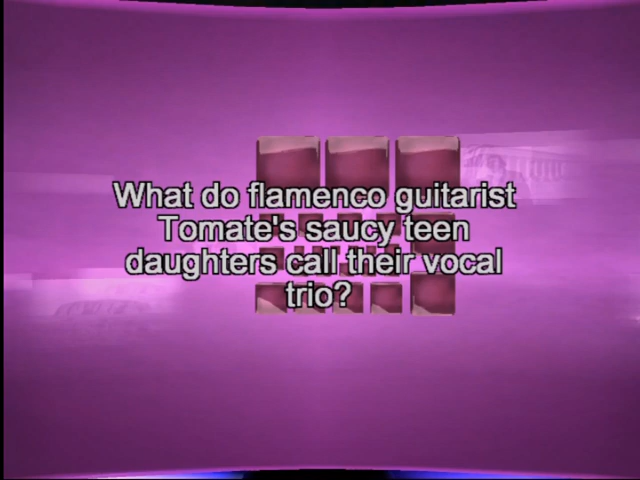 What do flamenco guitarist
Tomate's saucy teen
daughters call their vocal
trio?